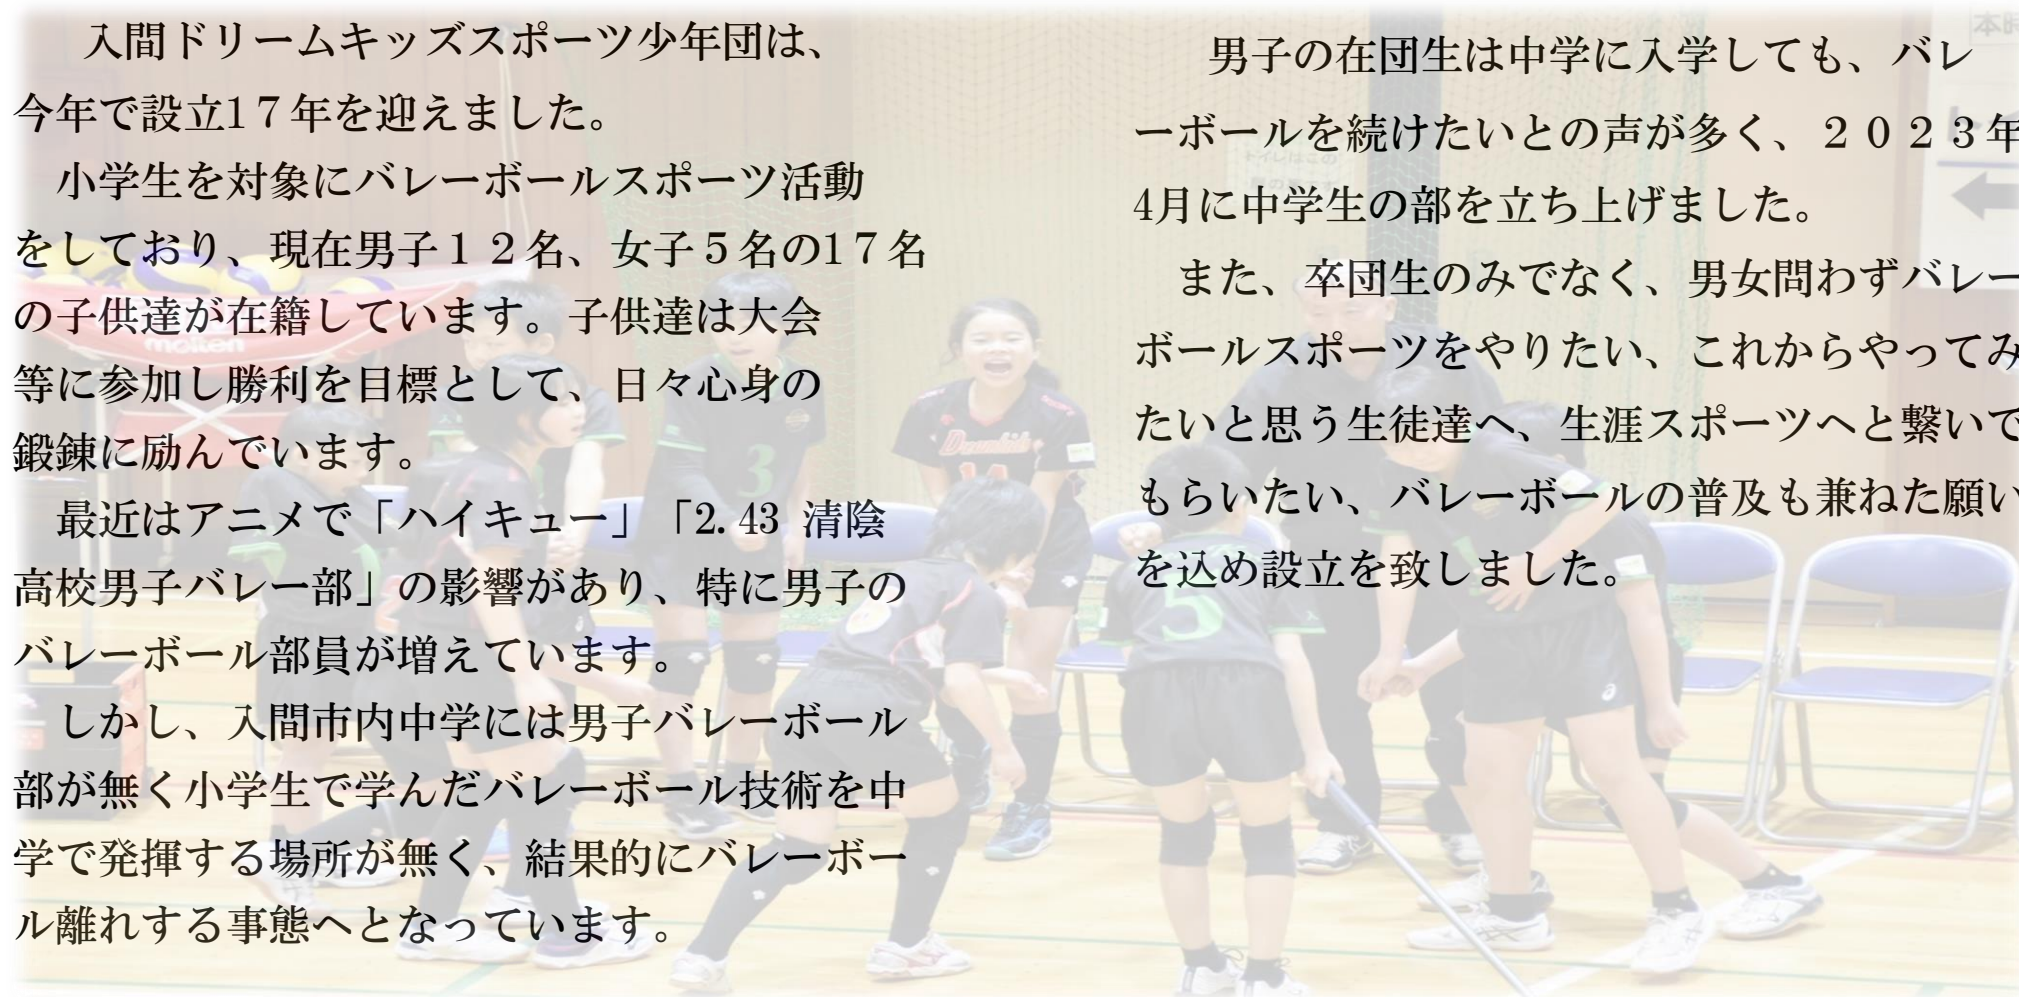 入間ドリームキッズスポーツ少年団は、
今年で設立1７年を迎えました。
小学生を対象にバレーボールスポーツ活動
をしており、現在男子１２名、女子５名の1７名
の子供達が在籍しています。子供達は大会
等に参加し勝利を目標として、日々心身の
鍛錬に励んでいます。
最近はアニメで「ハイキュー」「2.43 清陰
高校男子バレー部」の影響があり、特に男子の
バレーボール部員が増えています。
しかし、入間市内中学には男子バレーボール
部が無く小学生で学んだバレーボール技術を中
学で発揮する場所が無く、結果的にバレーボー
ル離れする事態へとなっています。
男子の在団生は中学に入学しても、バレ
ーボールを続けたいとの声が多く、２０２３年
4月に中学生の部を立ち上げました。
また、卒団生のみでなく、男女問わずバレー
ボールスポーツをやりたい、これからやってみ
たいと思う生徒達へ、生涯スポーツへと繋いで
もらいたい、バレーボールの普及も兼ねた願い
を込め設立を致しました。
molten
3
5